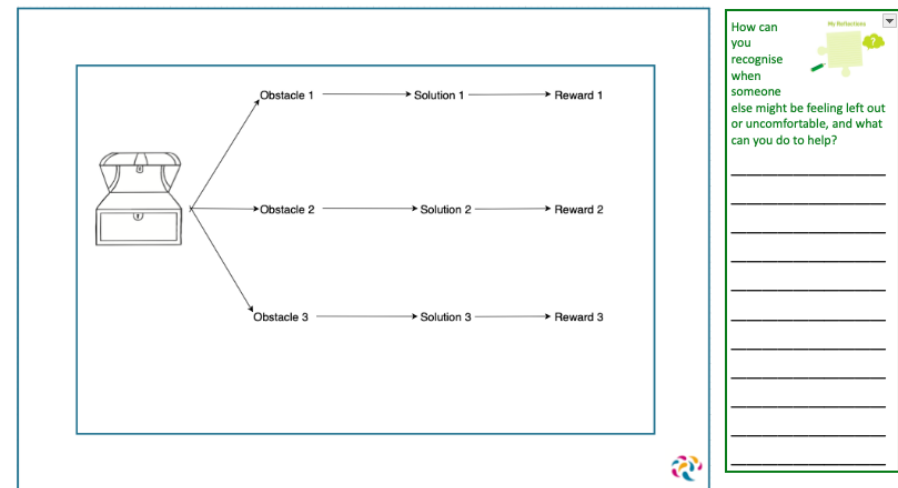 Obstacle 1 Solution 1 Reward 1
Obstacle 2 Solution 2 Reward 2
Obstacle 3 Solution 3 Reward 3
My Reflections
?
How can
you
recognise
when
someone
else might be feeling left out
or uncomfortable, and what
can you do to help?